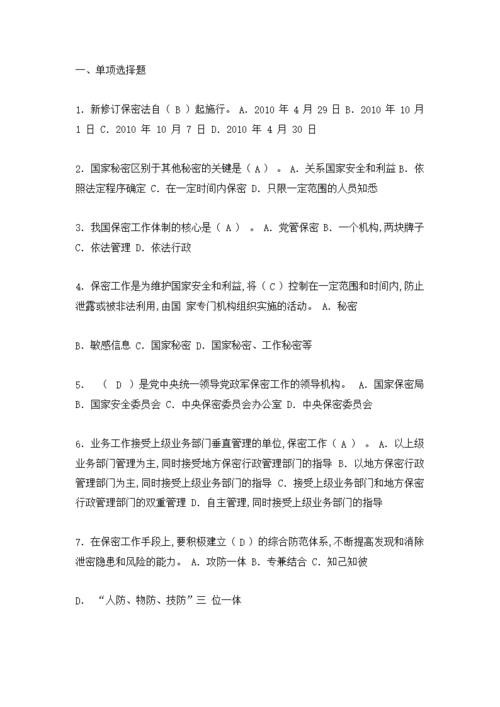 一、单项选择题
1．新修订保密法自（ B ）起施行。 A．2010 年 4 月 29 日 B．2010 年 10 月
1 日 C．2010 年 10 月 7 日 D．2010 年 4 月 30 日
2．国家秘密区别于其他秘密的关键是（ A ） 。 A．关系国家安全和利益 B．依
照法定程序确定 C．在一定时间内保密 D．只限一定范围的人员知悉
3．我国保密工作体制的核心是（ A ） 。 A．党管保密 B．一个机构,两块牌子
C．依法管理 D．依法行政
4．保密工作是为维护国家安全和利益,将（ C ）控制在一定范围和时间内,防止
泄露或被非法利用,由国 家专门机构组织实施的活动。 A．秘密
B．敏感信息 C．国家秘密 D．国家秘密、工作秘密等
5． （ D ）是党中央统一领导党政军保密工作的领导机构。 A．国家保密局
B．国家安全委员会 C．中央保密委员会办公室 D．中央保密委员会
6．业务工作接受上级业务部门垂直管理的单位,保密工作（ A ） 。 A．以上级
业务部门管理为主,同时接受地方保密行政管理部门的指导 B．以地方保密行政
管理部门为主,同时接受上级业务部门的指导 C．接受上级业务部门和地方保密
行政管理部门的双重管理 D．自主管理,同时接受上级业务部门的指导
7．在保密工作手段上,要积极建立（ D ）的综合防范体系,不断提高发现和消除
泄密隐患和风险的能力。 A．攻防一体 B．专兼结合 C．知己知彼
D． “人防、物防、技防”三 位一体